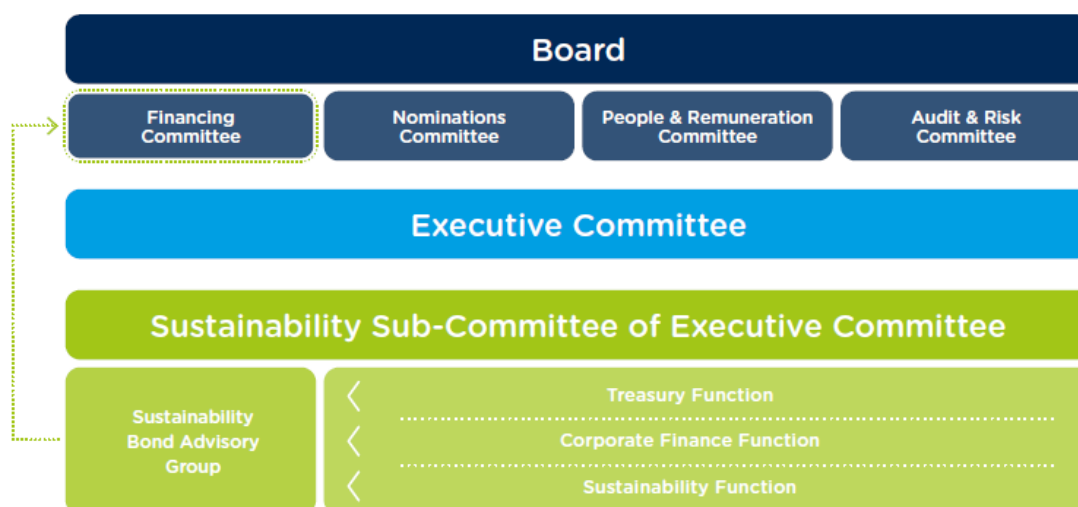 Board
Financing
Committee
Nominations
Committee
People & Remuneration
Committee
Audit & Risk
Committee
Executive Committee
Sustainability Sub-Committee of Executive Committee
Sustainability
Bond Advisory
Group
Treasury Function
Corporate Finance Function
Sustainability Function